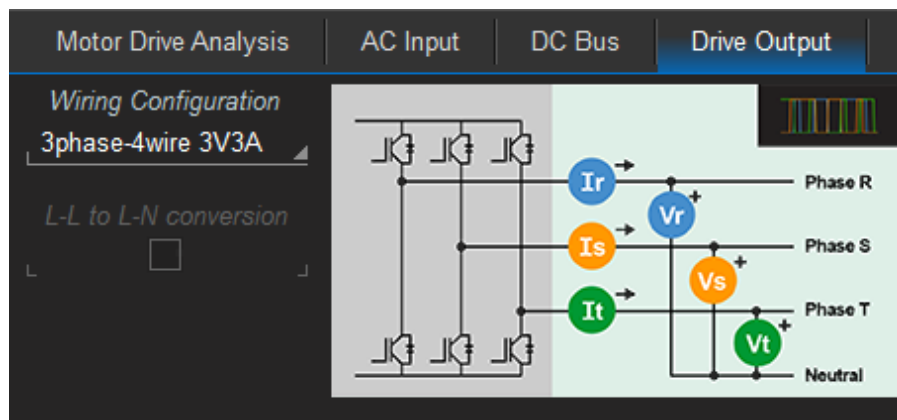 Motor Drive Analysis
AC Input
DC Bus
Drive Output
Wiring Configuration
3phase-4wire 3V3A
L-L to L-N conversion
Ir
Phase R
Vr
+
Is
Phase S
Vs
+
It
Phase T
Vt
+
Neutral